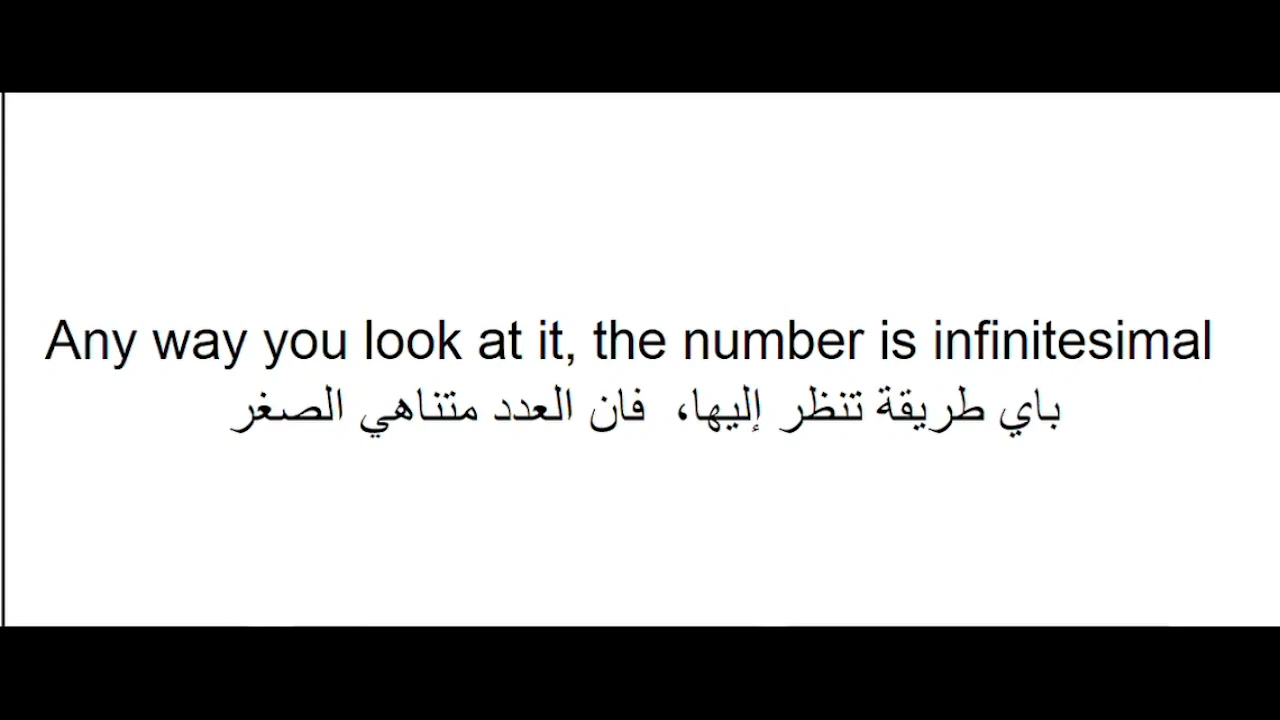 Any way you look at it, the number is infinitesimal
باي طريقة تنظر إليها، فان العدد متناهي الصغر